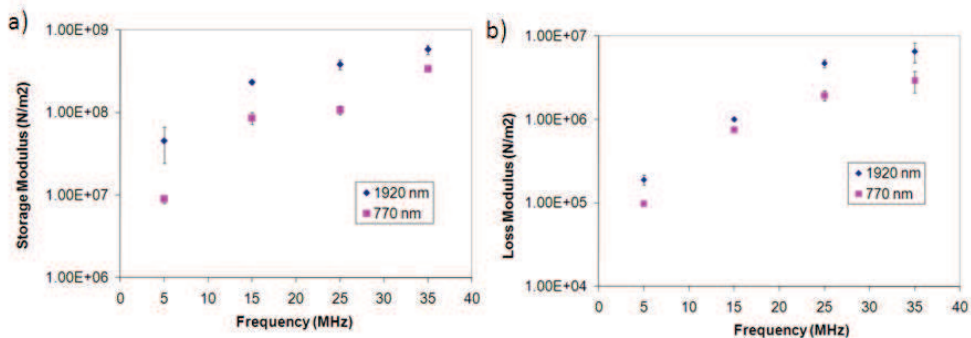 a)
Storage Modulus (N/m2)
1.00E+09
1.00E+08
1.00E+07
1.00E+06
0 5 10 15 20 25 30 35 40
Frequency (MHz)
1920 nm
770 nm
b)
Loss Modulus (N/m2)
1.00E+07
1.00E+06
1.00E+05
1.00E+04
0 5 10 15 20 25 30 35 40
Frequency (MHz)
1920 nm
770 nm